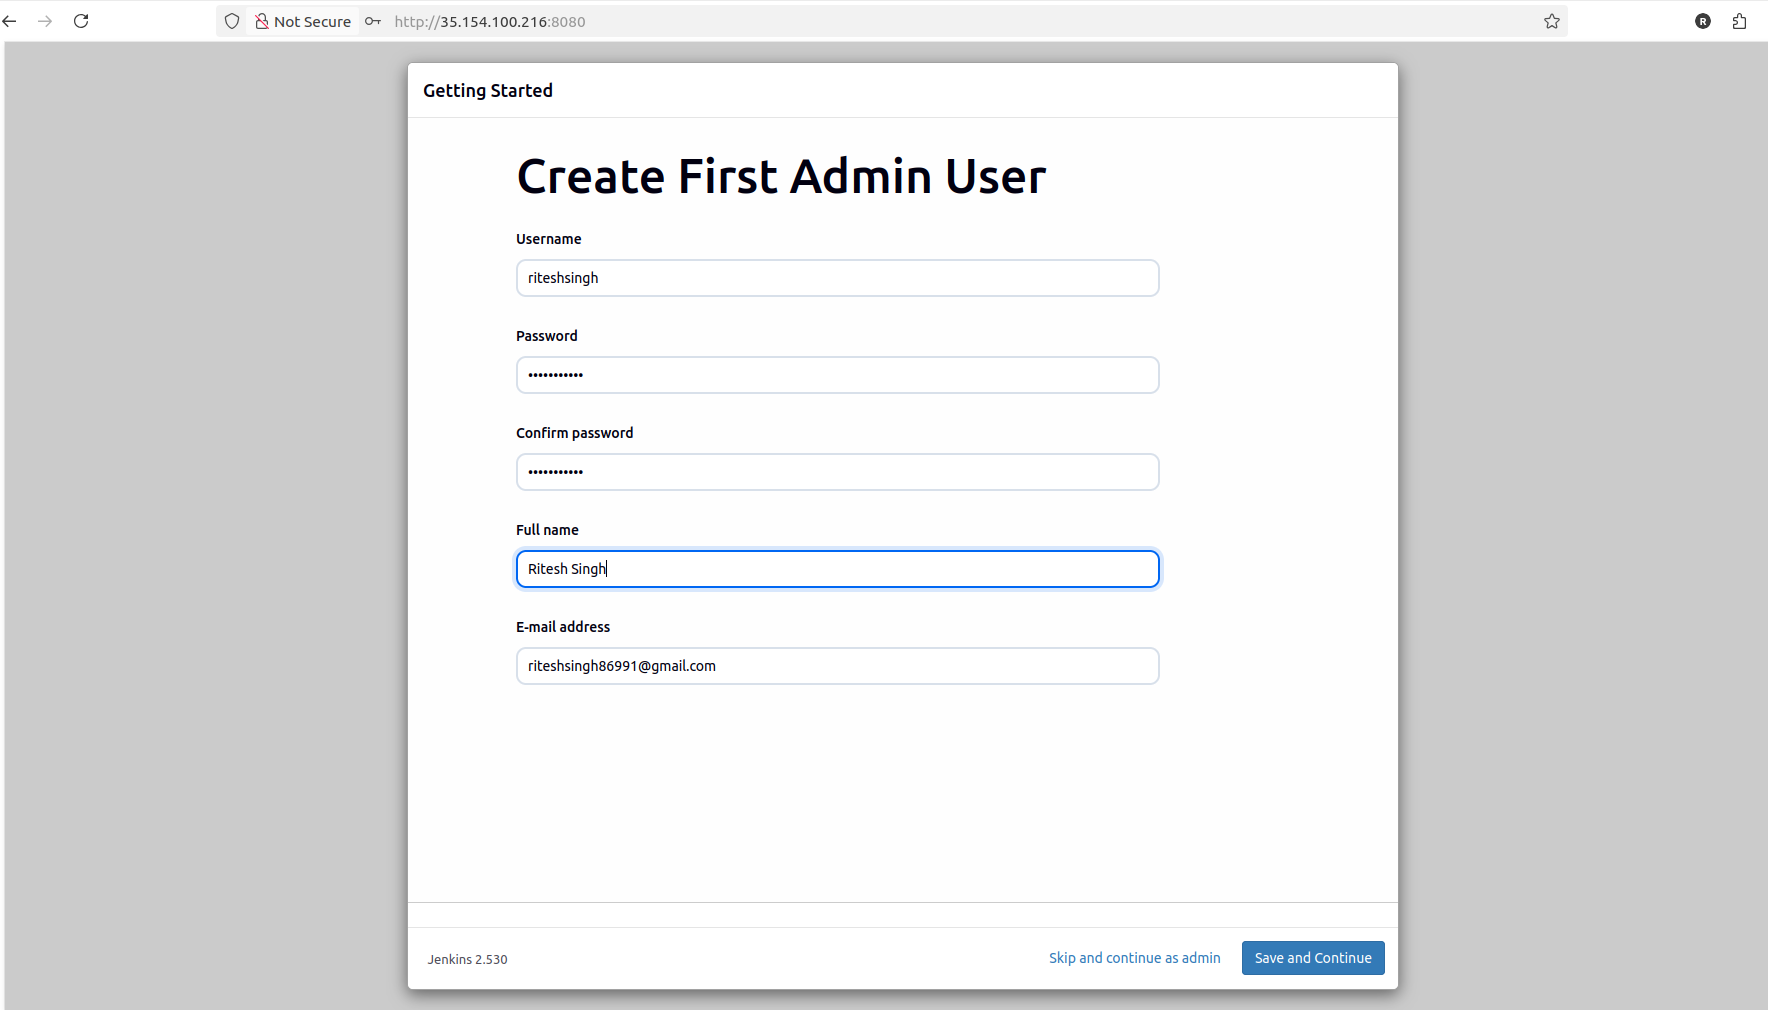 Not Secure http://35.154.100.216:8080
R
Getting Started
Create First Admin User
Username
riteshsingh
Password
•••••••••••
Confirm password
•••••••••••
Full name
Ritesh Singh
E-mail address
riteshsingh86991@gmail.com
Jenkins 2.530
Skip and continue as admin
Save and Continue